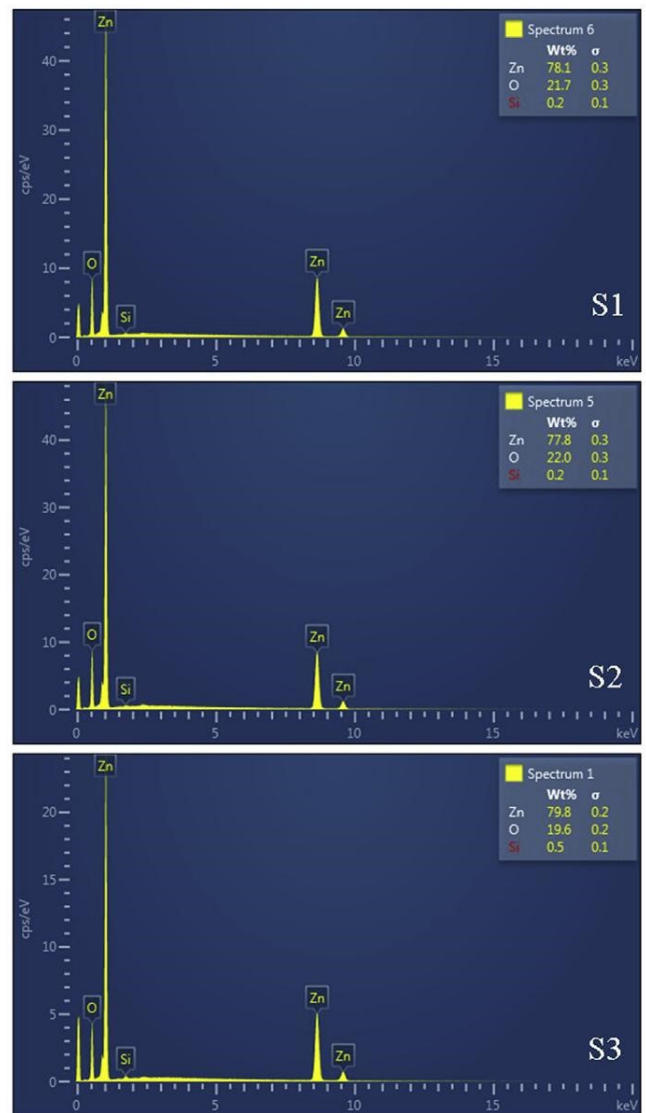 Zn
Spectrum 6
Wt% σ
Zn 78.1 0.3
O 21.7 0.3
Si 0.2 0.1
40
30
cps/eV
20
10
O
Zn
Si
Zn
S1
0
0 5 10 15 keV
Zn
Spectrum 5
Wt% σ
Zn 77.8 0.3
O 22.0 0.3
Si 0.2 0.1
40
30
cps/eV
20
10
O
Zn
Si
Zn
S2
0
0 5 10 15 keV
Zn
Spectrum 1
Wt% σ
Zn 79.8 0.2
O 19.6 0.2
Si 0.5 0.1
20
15
cps/eV
10
5
O
Zn
Si
Zn
S3
0
0 5 10 15 keV